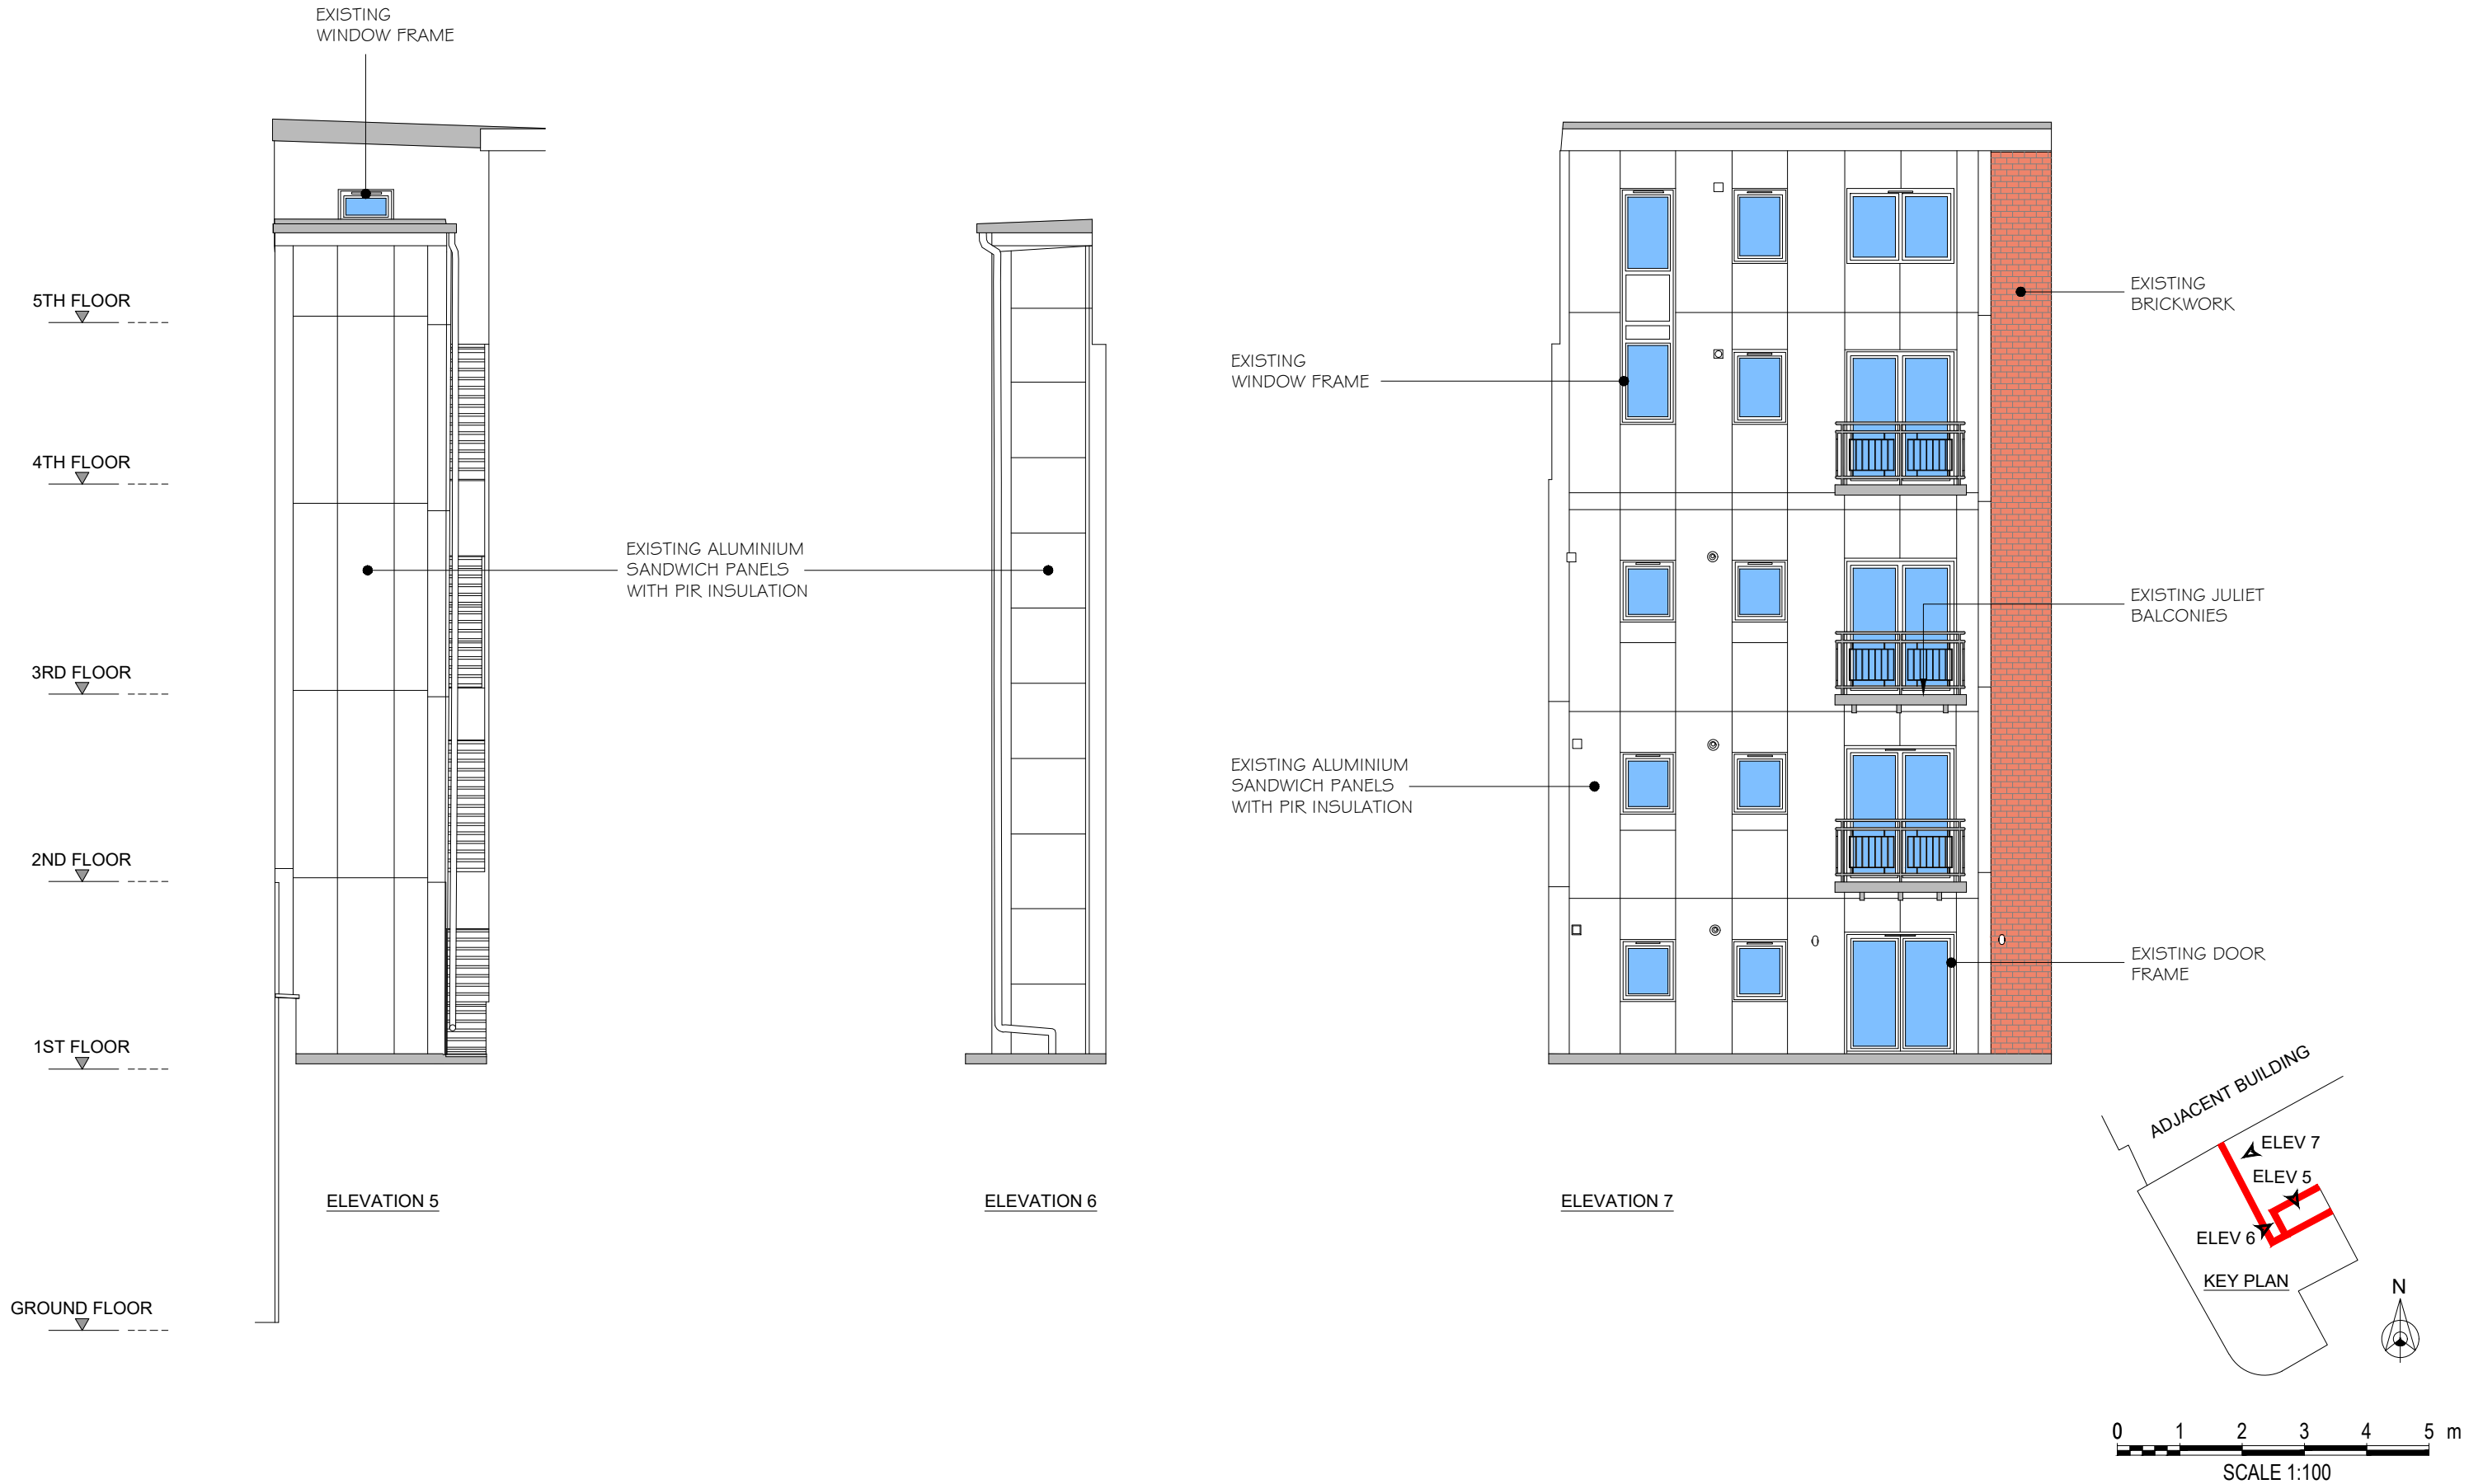 EXISTING
WINDOW FRAME
5TH FLOOR
4TH FLOOR
3RD FLOOR
2ND FLOOR
1ST FLOOR
GROUND FLOOR
EXISTING ALUMINIUM
SANDWICH PANELS
WITH PIR INSULATION
EXISTING
WINDOW FRAME
EXISTING ALUMINIUM
SANDWICH PANELS
WITH PIR INSULATION
EXISTING
BRICKWORK
EXISTING JULIET
BALCONIES
EXISTING DOOR
FRAME
ELEVATION 5
ELEVATION 6
ELEVATION 7
ADJACENT BUILDING
ELEV 7
ELEV 5
ELEV 6
KEY PLAN
N
0 1 2 3 4 5 m
SCALE 1:100